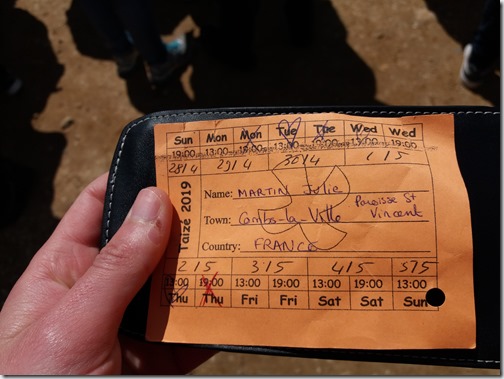 Sun Mon Mon Tue Tue Wed Wed
19:00 13:00 19:00 13:00 19:00 13:00 19:00
28/4 29/4 30/4 1/5
Taizé 2019
Name: MARTIN Julie
Town: Combs-la-Ville Paroisse St Vincent
Country: FRANCE
2/5 3/5 4/5 5/5
13:00 19:00 13:00 19:00 13:00 19:00 13:00
Thu Thu Fri Fri Sat Sat Sun